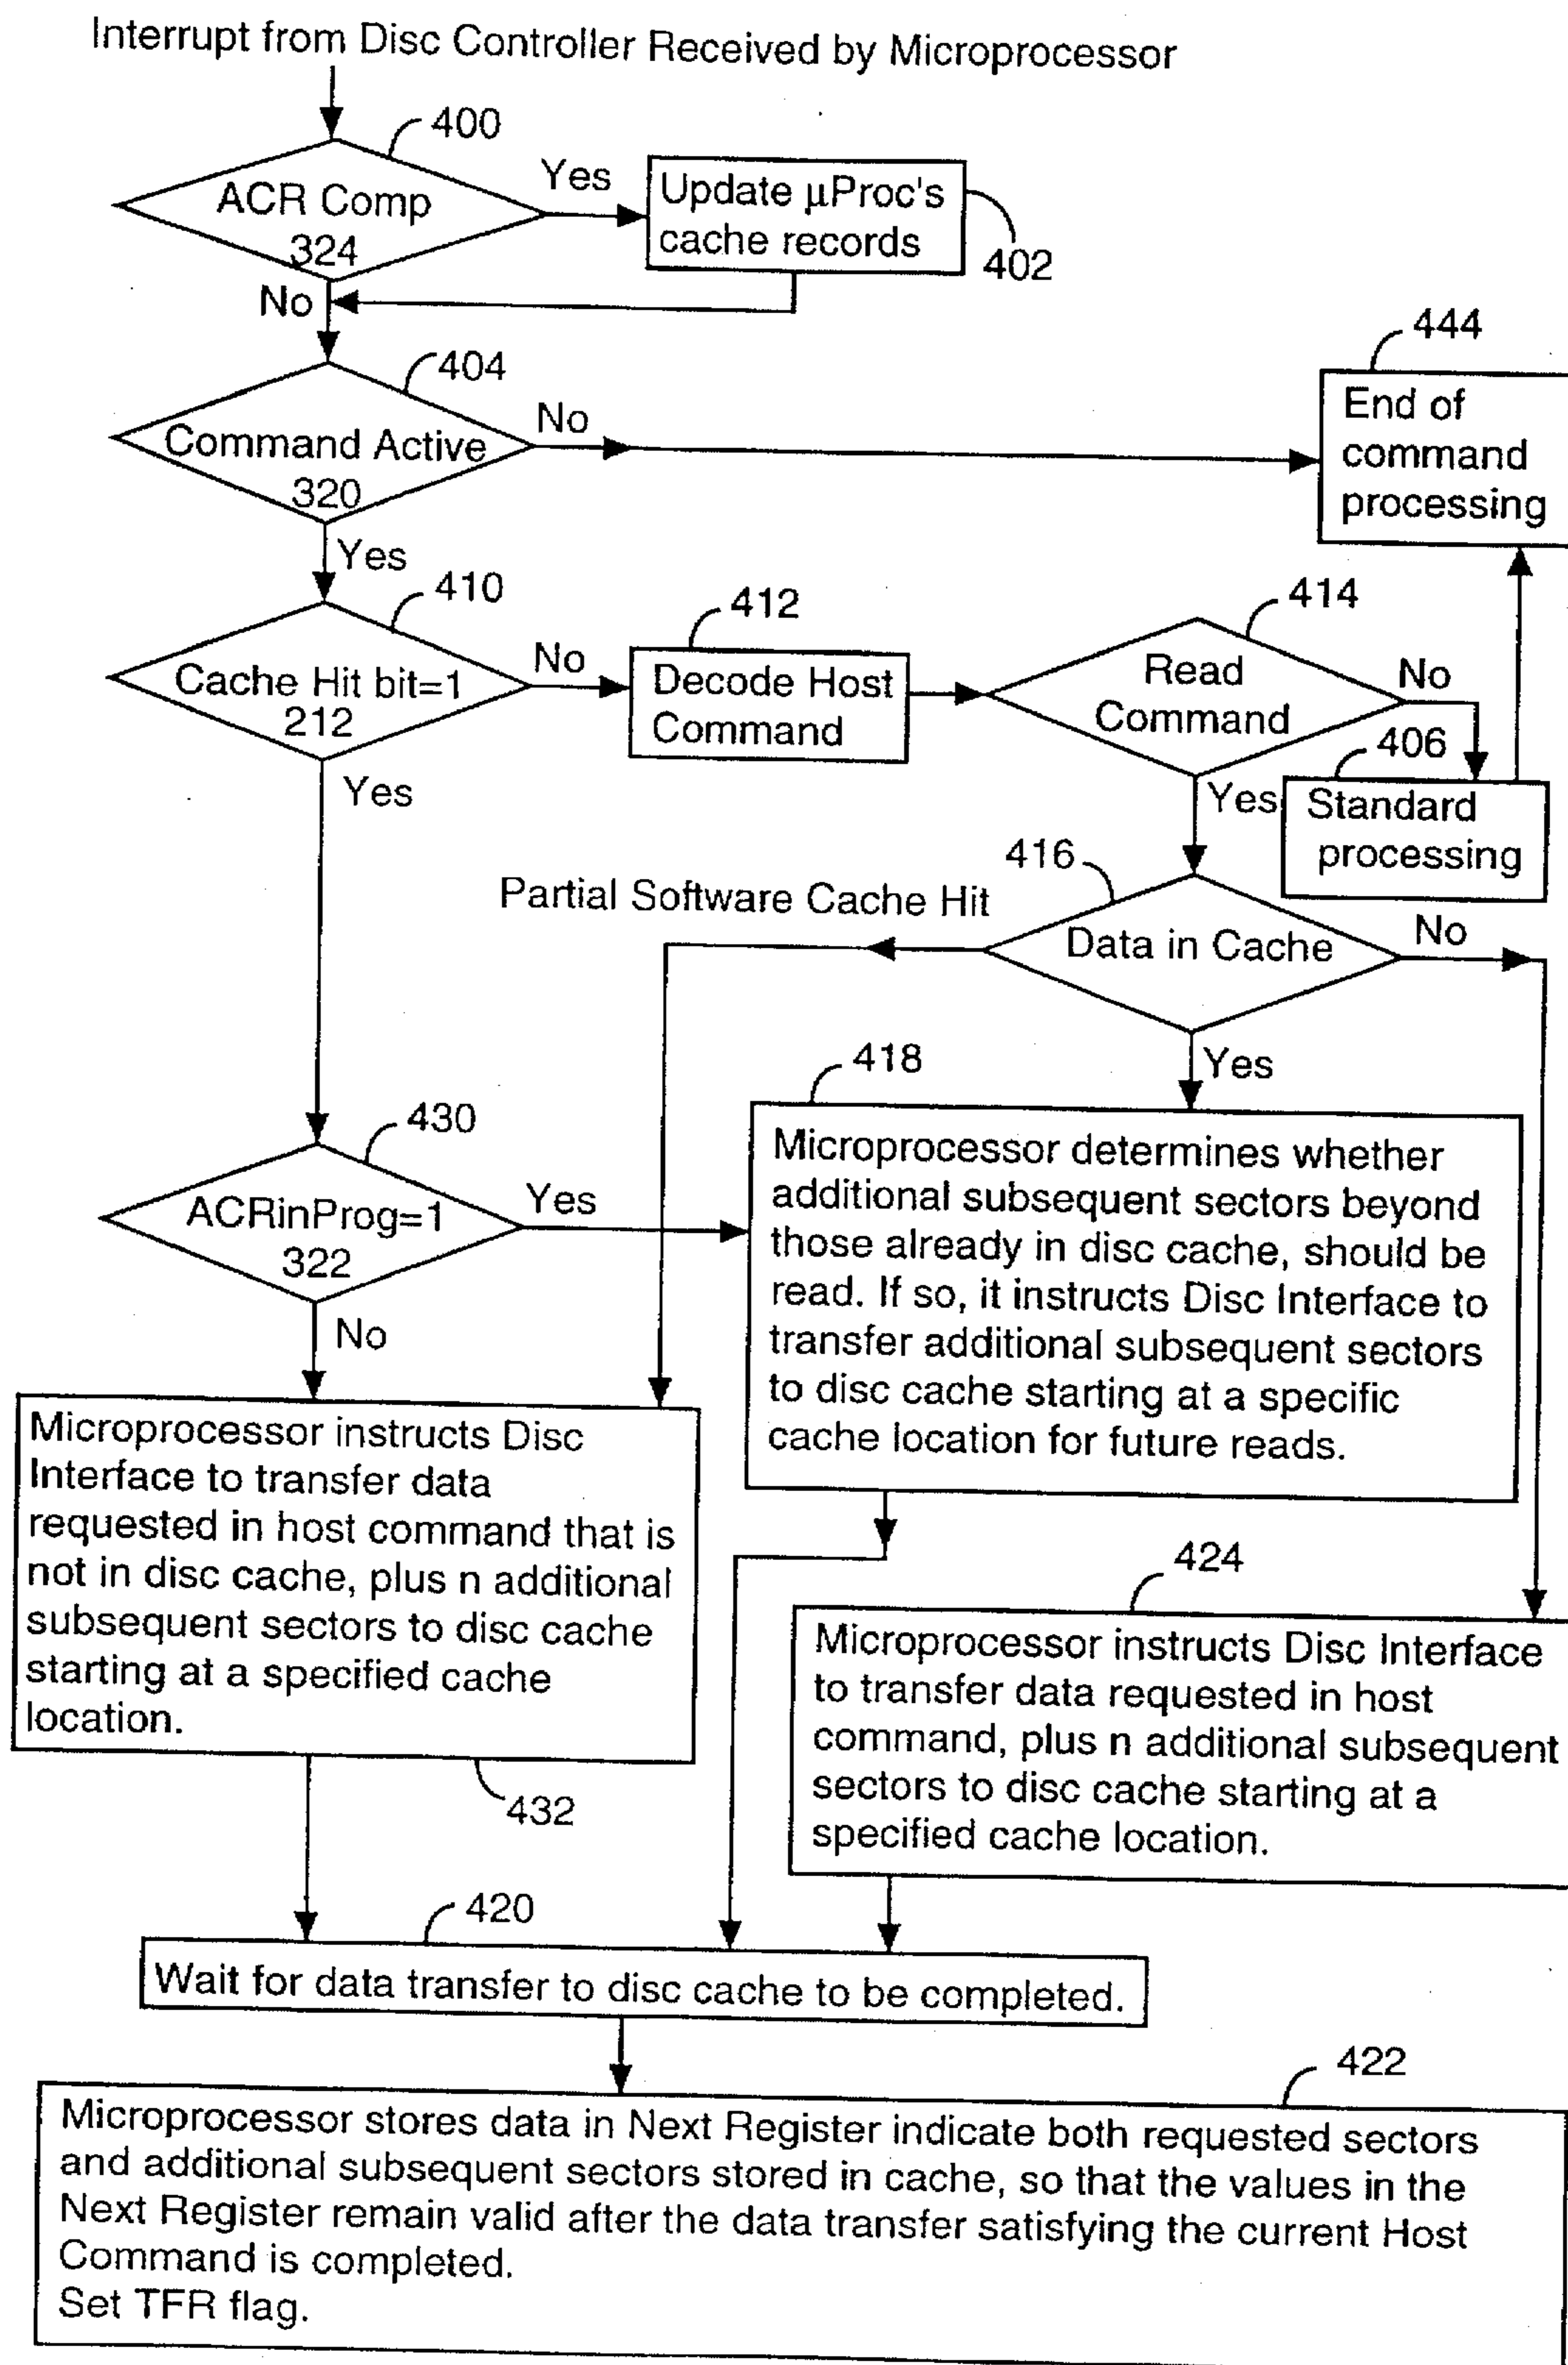 Interrupt from Disc Controller Received by Microprocessor
400
ACR Comp
324
Yes
Update µProc's
cache records
402
No
404
Command Active
320
No
444
End of
command
processing
Yes
410
Cache Hit bit=1
212
No
412
Decode Host
Command
414
Read
Command
No
406
Standard
processing
Yes
Yes
416
Partial Software Cache Hit
Data in Cache
No
Yes
418
Microprocessor determines whether
additional subsequent sectors beyond
those already in disc cache, should be
read. If so, it instructs Disc Interface to
transfer additional subsequent sectors
to disc cache starting at a specific
cache location for future reads.
430
ACRinProg=1
322
Yes
No
Microprocessor instructs Disc
Interface to transfer data
requested in host command that is
not in disc cache, plus n additional
subsequent sectors to disc cache
starting at a specified cache
location.
432
424
Microprocessor instructs Disc Interface
to transfer data requested in host
command, plus n additional subsequent
sectors to disc cache starting at a
specified cache location.
420
Wait for data transfer to disc cache to be completed.
422
Microprocessor stores data in Next Register indicate both requested sectors
and additional subsequent sectors stored in cache, so that the values in the
Next Register remain valid after the data transfer satisfying the current Host
Command is completed.
Set TFR flag.